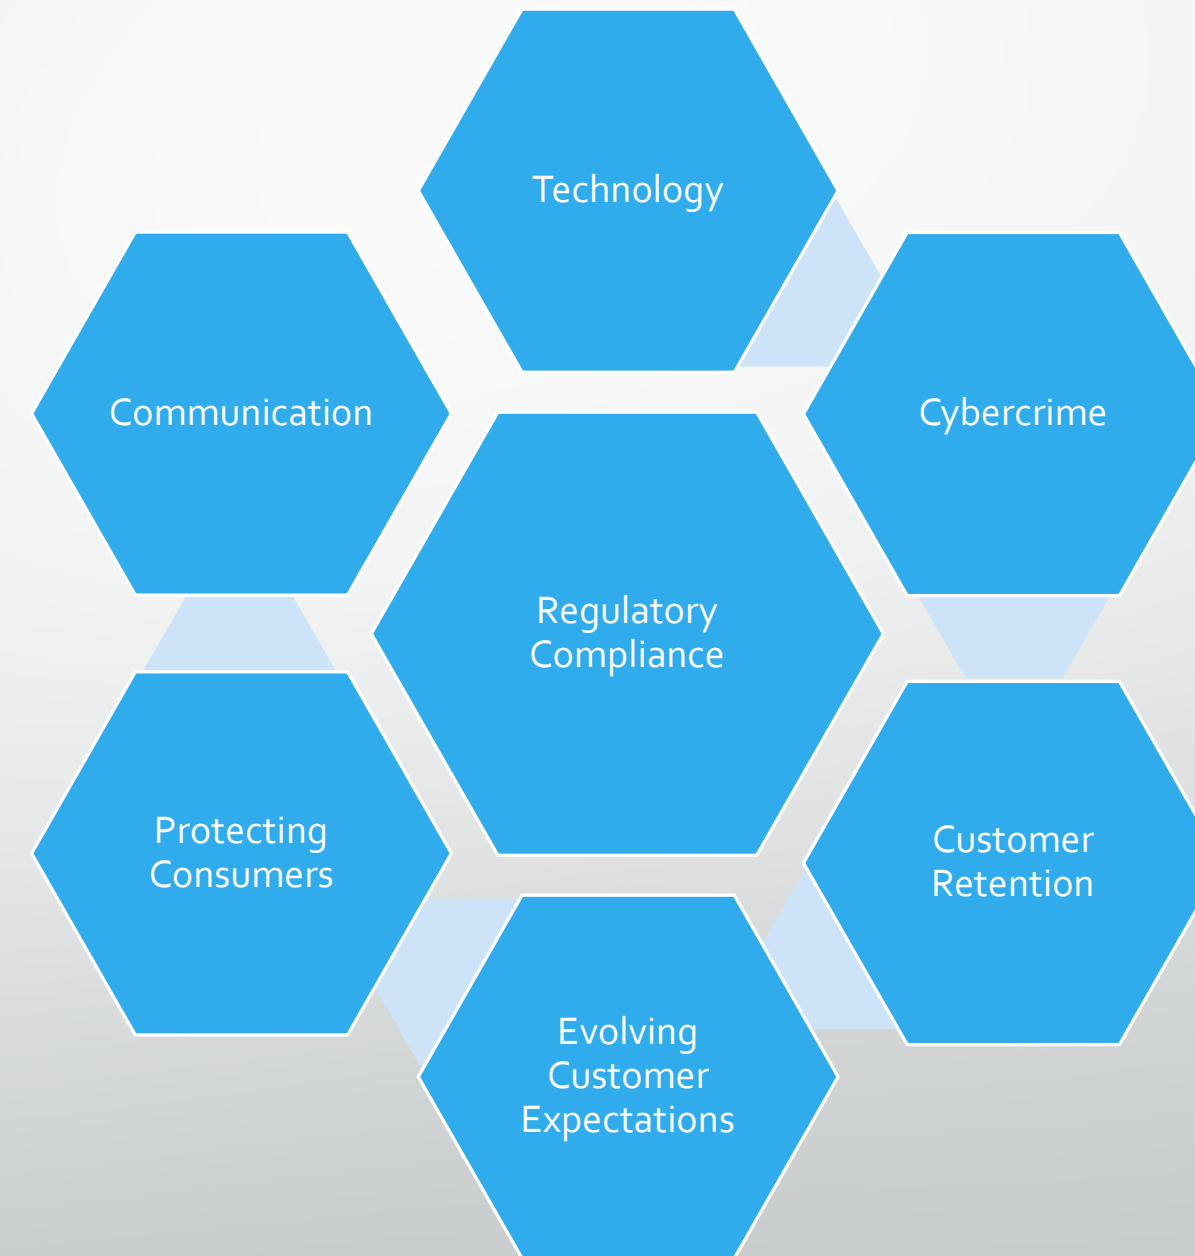 Technology
Communication
Cybercrime
Regulatory
Compliance
Protecting
Consumers
Customer
Retention
Evolving
Customer
Expectations